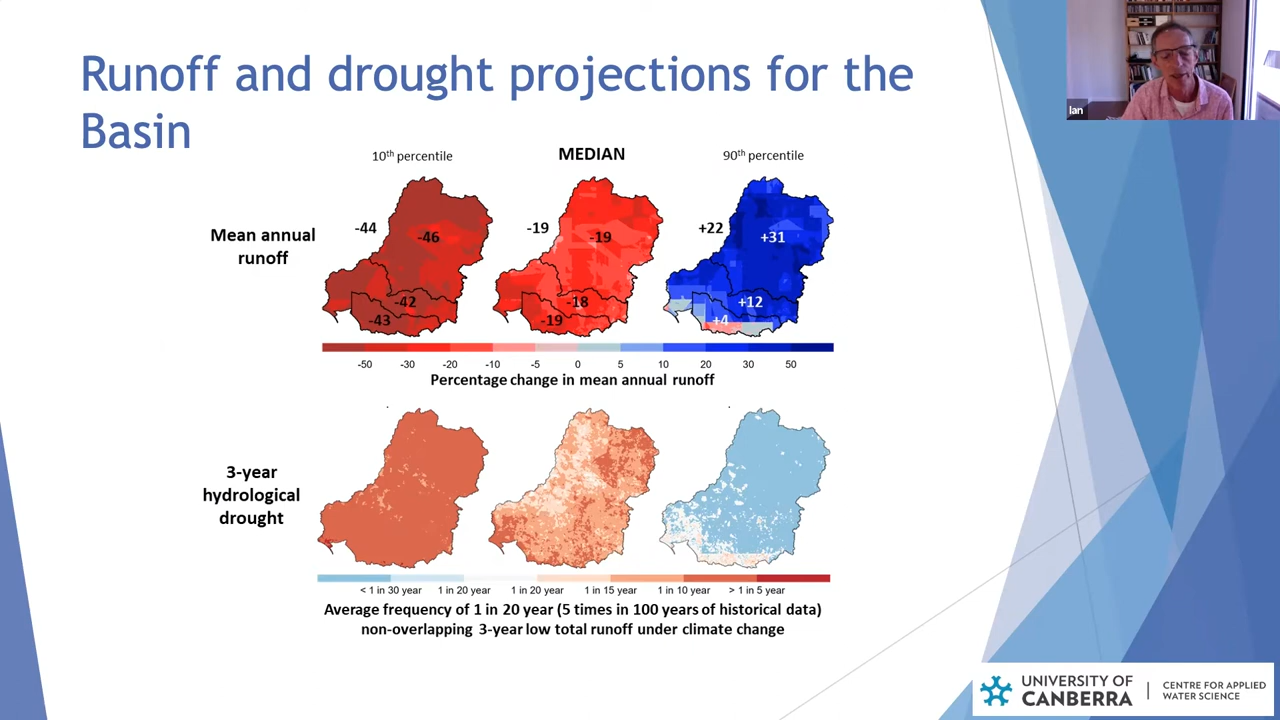 Runoff and drought projections for the
Basin
Ian
10th percentile
MEDIAN
90th percentile
Mean annual
runoff
-44
-46
-42
-43
-19
-19
-18
-19
+22
+31
+12
+4
-50 -30 -20 -10 -5 0 5 10 20 30 50
Percentage change in mean annual runoff
3-year
hydrological
drought
< 1 in 30 year 1 in 20 year 1 in 20 year 1 in 15 year 1 in 10 year > 1 in 5 year
Average frequency of 1 in 20 year (5 times in 100 years of historical data)
non-overlapping 3-year low total runoff under climate change
UNIVERSITY OF
CANBERRA
CENTRE FOR APPLIED
WATER SCIENCE